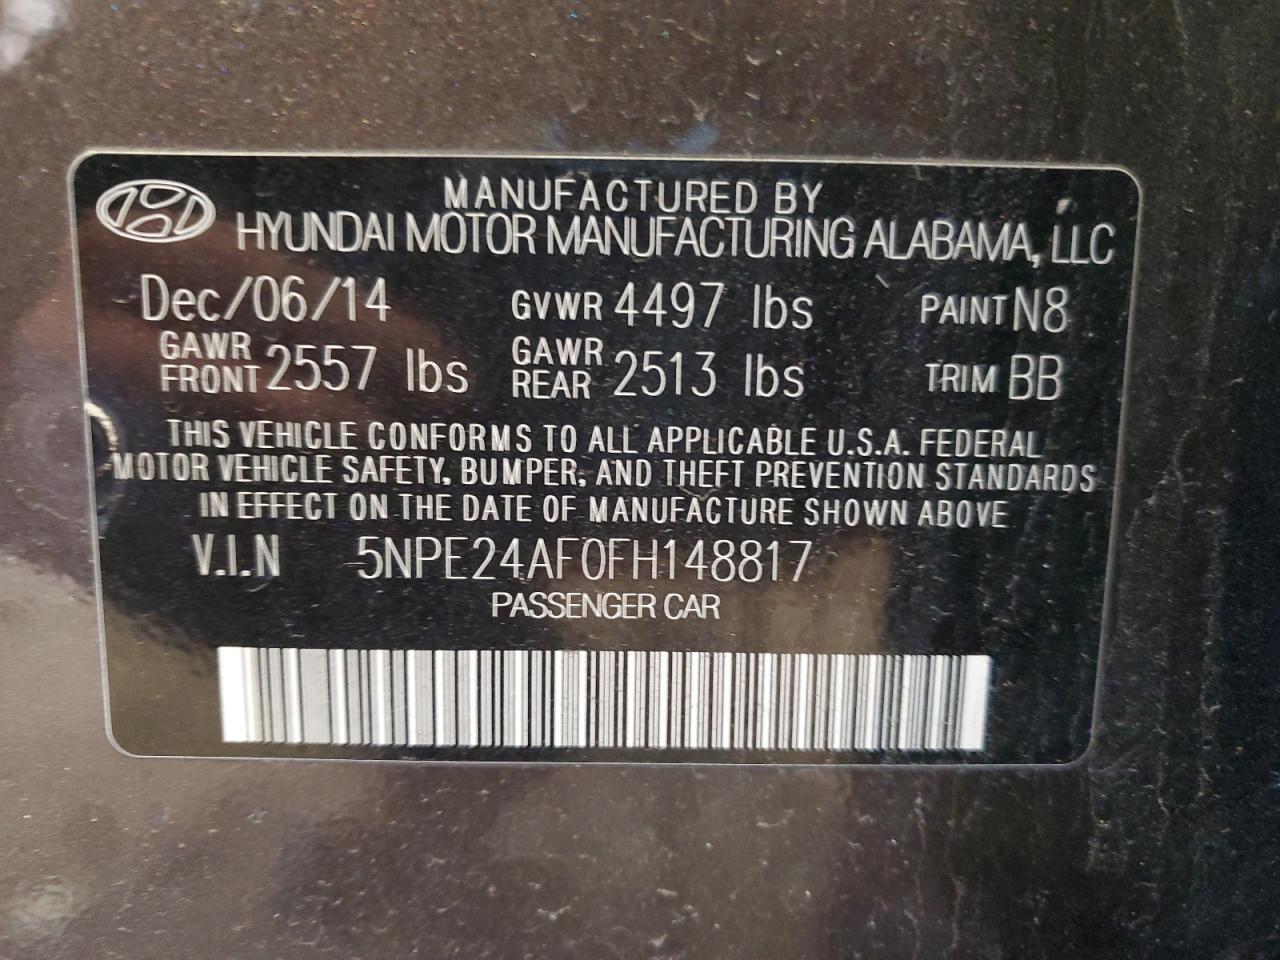 MANUFACTURED BY
HYUNDAI MOTOR MANUFACTURING ALABAMA, LLC
Dec/06/14 GVWR 4497 lbs PAINT N8
GAWR FRONT 2557 lbs GAWR REAR 2513 lbs TRIM BB
THIS VEHICLE CONFORMS TO ALL APPLICABLE U.S.A. FEDERAL
MOTOR VEHICLE SAFETY, BUMPER, AND THEFT PREVENTION STANDARDS
IN EFFECT ON THE DATE OF MANUFACTURE SHOWN ABOVE
V.I.N 5NPE24AF0FH148817
PASSENGER CAR